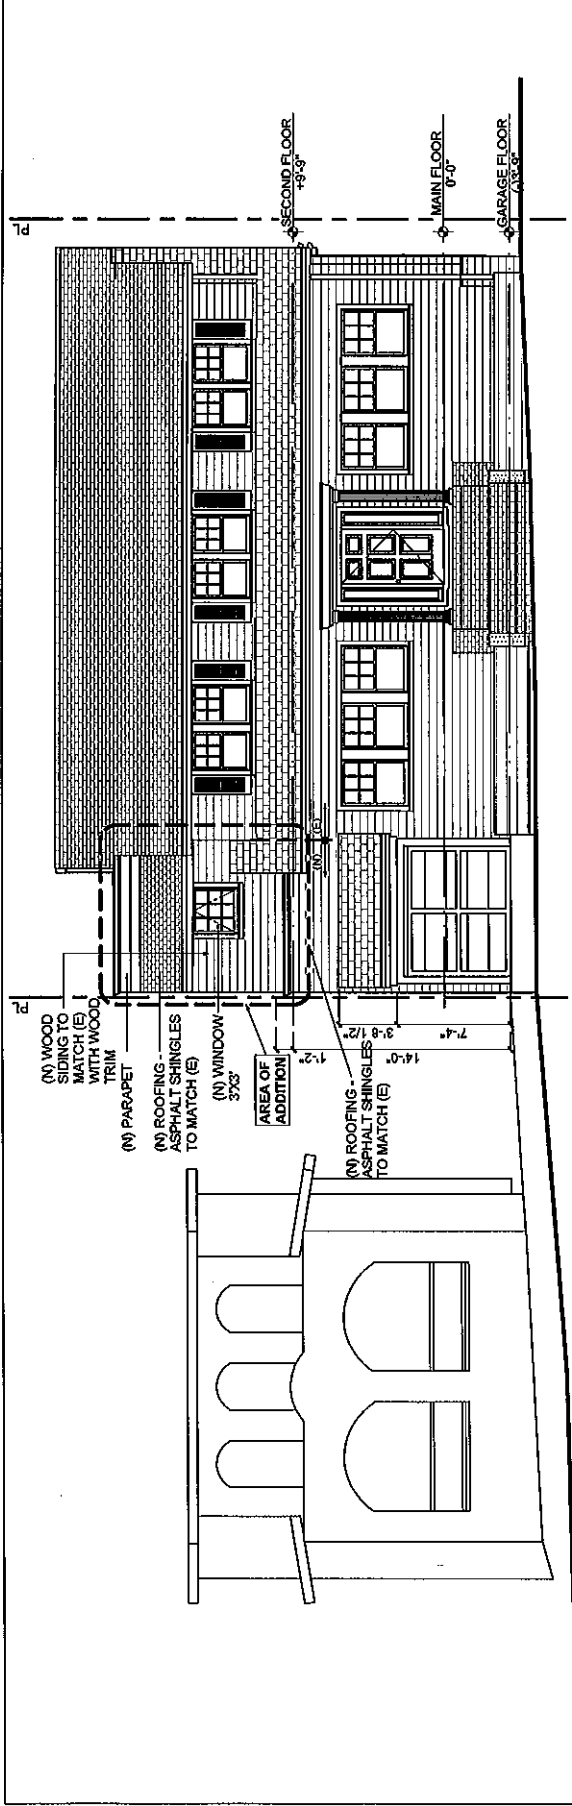 (N) WOOD
SIDING TO
MATCH (E)
WITH WOOD
TRIM
(N) PARAPET
(N) ROOFING -
ASPHALT SHINGLES
TO MATCH (E)
(N) WINDOW
3'X3'
AREA OF
ADDITION
(N) ROOFING -
ASPHALT SHINGLES
TO MATCH (E)
PL
1'-2"
14'-0"
3'-8 1/2"
7'-4"
(N)
(E)
PL
SECOND FLOOR
+9'-9"
MAIN FLOOR
0'-0"
GARAGE FLOOR
(-)3'-9"